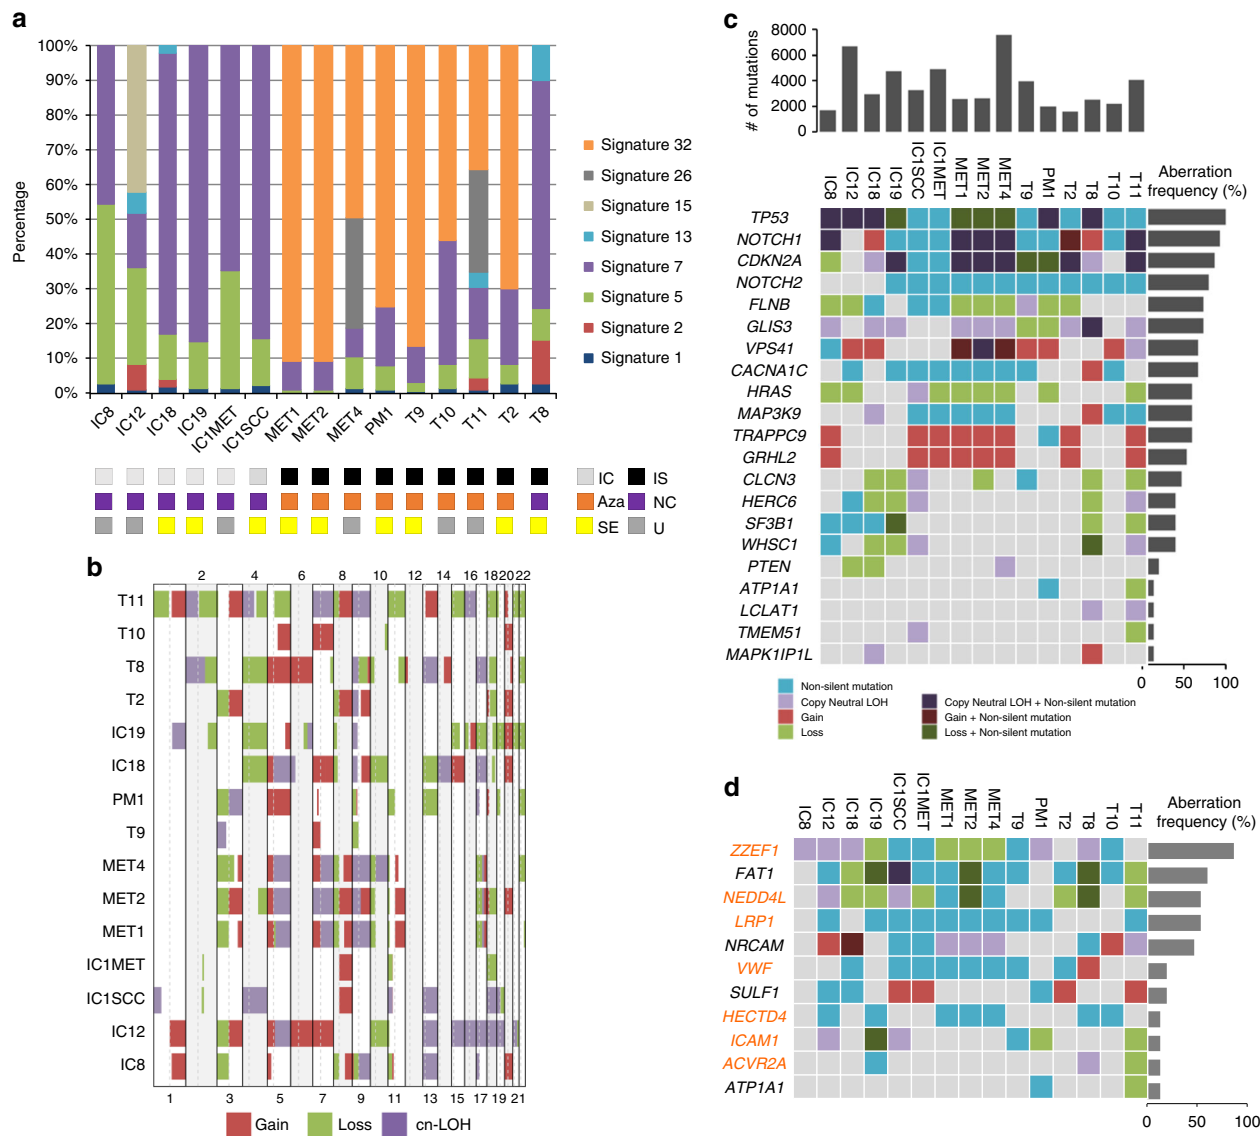 a
100%
90%
80%
70%
60%
50%
40%
30%
20%
10%
0%
Percentage
IC8
IC12
IC18
IC19
IC1MET
IC1SCC
MET1
MET2
MET4
PM1
T9
T10
T11
T2
T8
Signature 32
Signature 26
Signature 15
Signature 13
Signature 7
Signature 5
Signature 2
Signature 1
IC IS
Aza NC
SE U
b
2 4 6 8 10 12 14 16 18 20 22
T11
T10
T8
T2
IC19
IC18
PM1
T9
MET4
MET2
MET1
IC1MET
IC1SCC
IC12
IC8
1 3 5 7 9 11 13 15 17 19 21
Gain Loss cn-LOH
c
8000
6000
4000
2000
0
# of mutations
IC8
IC12
IC18
IC19
IC1SCC
IC1MET
MET1
MET2
MET4
T9
PM1
T2
T8
T10
T11
Aberration
frequency (%)
TP53
NOTCH1
CDKN2A
NOTCH2
FLNB
GLIS3
VPS41
CACNA1C
HRAS
MAP3K9
TRAPPC9
GRHL2
CLCN3
HERC6
SF3B1
WHSC1
PTEN
ATP1A1
LCLAT1
TMEM51
MAPK1IP1L
0 50 100
Non-silent mutation
Copy Neutral LOH
Gain
Loss
Copy Neutral LOH + Non-silent mutation
Gain + Non-silent mutation
Loss + Non-silent mutation
d
IC8
IC12
IC18
IC19
IC1SCC
IC1MET
MET1
MET2
MET4
T9
PM1
T2
T8
T10
T11
Aberration
frequency (%)
ZZEF1
FAT1
NEDD4L
LRP1
NRCAM
VWF
SULF1
HECTD4
ICAM1
ACVR2A
ATP1A1
0 50 100